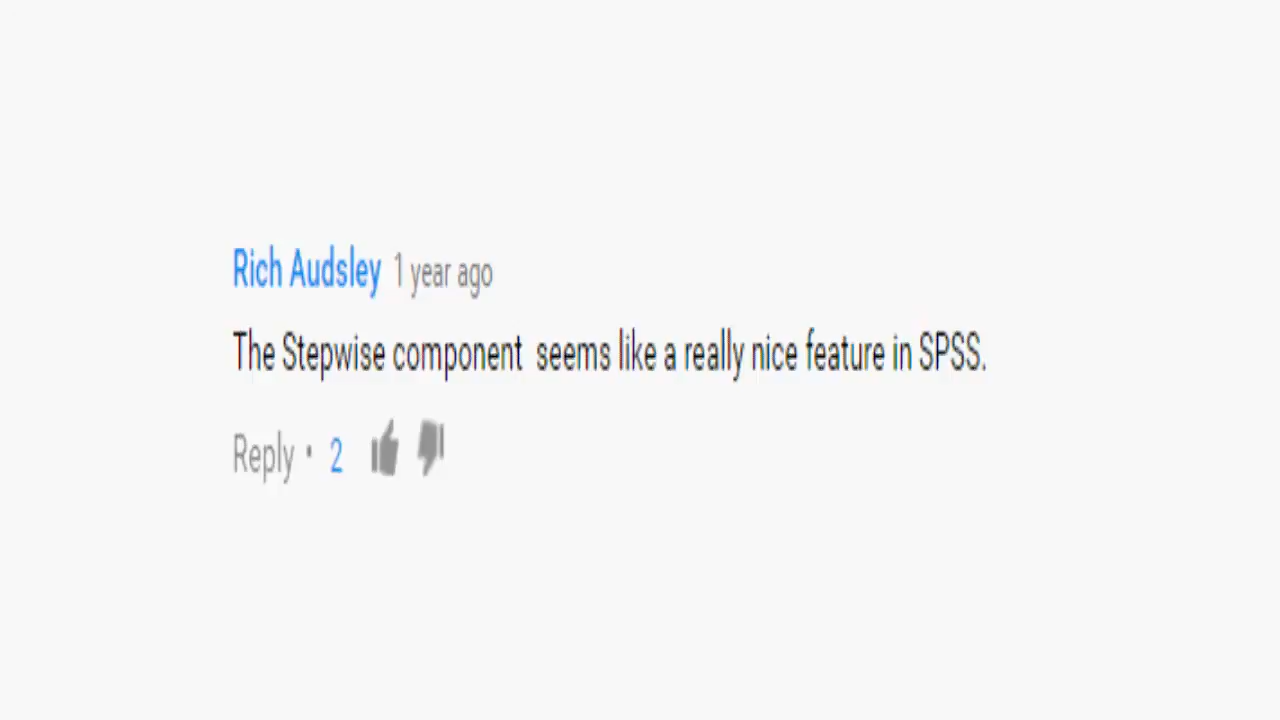 Rich Audsley 1 year ago
The Stepwise component  seems like a really nice feature in SPSS.
Reply • 2